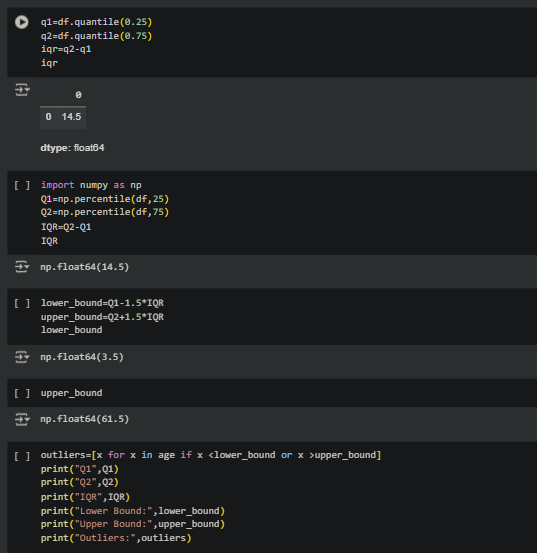 q1=df.quantile(0.25)
q2=df.quantile(0.75)
iqr=q2-q1
iqr
0
0 14.5
dtype: float64
[ ] import numpy as np
Q1=np.percentile(df,25)
Q2=np.percentile(df,75)
IQR=Q2-Q1
IQR
np.float64(14.5)
[ ] lower_bound=Q1-1.5*IQR
upper_bound=Q2+1.5*IQR
lower_bound
np.float64(3.5)
[ ] upper_bound
np.float64(61.5)
[ ] outliers=[x for x in age if x <lower_bound or x >upper_bound]
print("Q1",Q1)
print("Q2",Q2)
print("IQR",IQR)
print("Lower Bound:",lower_bound)
print("Upper Bound:",upper_bound)
print("Outliers:",outliers)